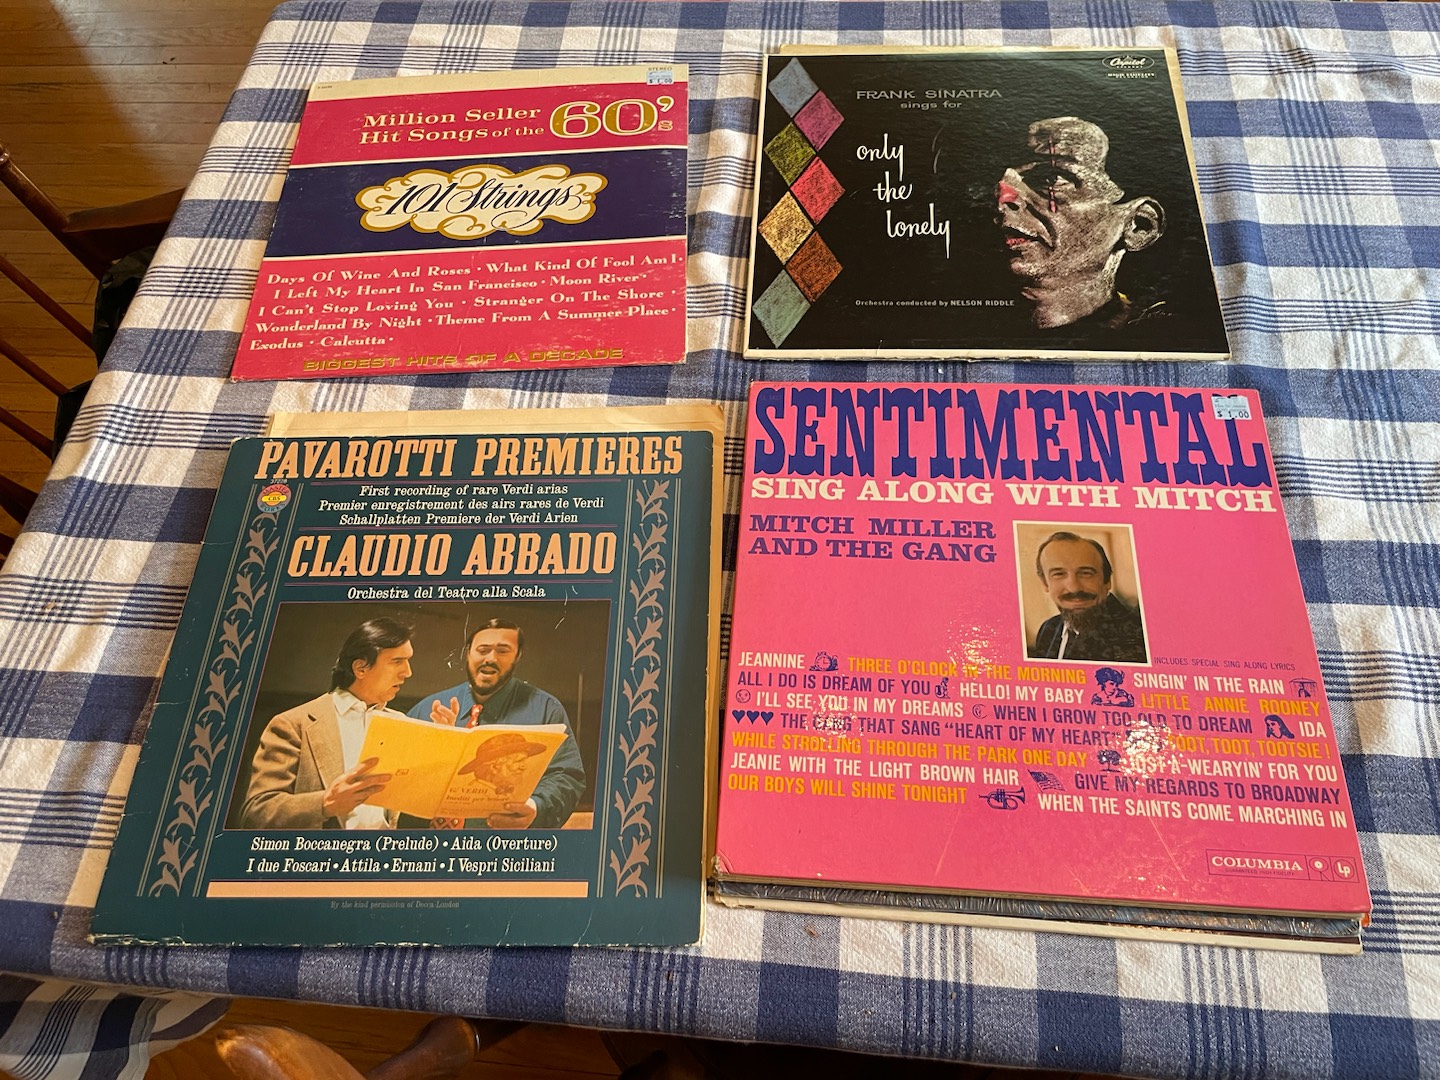 STEREO
$ 1.00
Million Seller
Hit Songs of the 60's
101 Strings
Days Of Wine And Roses • What Kind Of Fool Am I •
I Left My Heart In San Francisco • Moon River •
I Can't Stop Loving You • Stranger On The Shore
Wonderland By Night • Theme From A Summer Place •
Exodus • Calcutta •
BIGGEST HITS OF A DECADE
Capitol
FRANK SINATRA
sings for
only
the
lonely
Orchestra conducted by NELSON RIDDLE
PAVAROTTI PREMIERES
37228
CBS
First recording of rare Verdi arias
Premier enregistrement des airs rares de Verdi
Schallplatten Premiere der Verdi Arien
CLAUDIO ABBADO
Orchestra del Teatro alla Scala
G. VERDI
Simon Boccanegra (Prelude) • Aida (Overture)
I due Foscari • Attila • Ernani • I Vespri Siciliani
By the kind permission of Decca-London
SENTIMENTAL
$ 1.00
SING ALONG WITH MITCH
MITCH MILLER
AND THE GANG
INCLUDES SPECIAL SING ALONG LYRICS
JEANNINE THREE O'CLOCK IN THE MORNING SINGIN' IN THE RAIN
ALL I DO IS DREAM OF YOU HELLO! MY BABY LITTLE ANNIE ROONEY
I'LL SEE YOU IN MY DREAMS WHEN I GROW TOO OLD TO DREAM IDA
THE GANG THAT SANG "HEART OF MY HEART" TOOT, TOOT, TOOTSIE!
WHILE STROLLING THROUGH THE PARK ONE DAY JUST A-WEARYIN' FOR YOU
JEANIE WITH THE LIGHT BROWN HAIR GIVE MY REGARDS TO BROADWAY
OUR BOYS WILL SHINE TONIGHT WHEN THE SAINTS COME MARCHING IN
COLUMBIA
GUARANTEED HIGH FIDELITY
LP